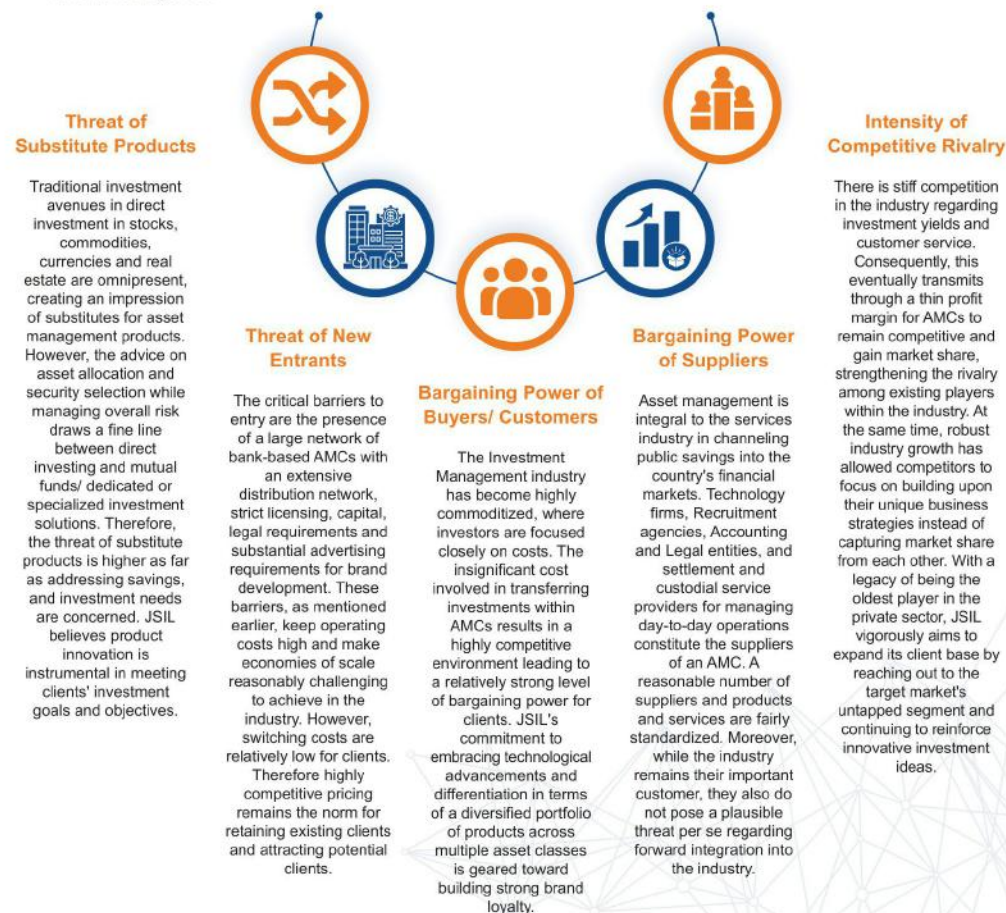 Threat of
Substitute Products
Traditional investment
avenues in direct
investment in stocks,
commodities,
currencies and real
estate are omnipresent,
creating an impression
of substitutes for asset
management products.
However, the advice on
asset allocation and
security selection while
managing overall risk
draws a fine line
between direct
investing and mutual
funds/ dedicated or
specialized investment
solutions. Therefore,
the threat of substitute
products is higher as far
as addressing savings,
and investment needs
are concerned. JSIL
believes product
innovation is
instrumental in meeting
clients' investment
goals and objectives.
Threat of New
Entrants
The critical barriers to
entry are the presence
of a large network of
bank-based AMCs with
an extensive
distribution network,
strict licensing, capital,
legal requirements and
substantial advertising
requirements for brand
development. These
barriers, as mentioned
earlier, keep operating
costs high and make
economies of scale
reasonably challenging
to achieve in the
industry. However,
switching costs are
relatively low for clients.
Therefore highly
competitive pricing
remains the norm for
retaining existing clients
and attracting potential
clients.
Bargaining Power of
Buyers/ Customers
The Investment
Management industry
has become highly
commoditized, where
investors are focused
closely on costs. The
insignificant cost
involved in transferring
investments within
AMCs results in a
highly competitive
environment leading to
a relatively strong level
of bargaining power for
clients. JSIL's
commitment to
embracing technological
advancements and
differentiation in terms
of a diversified portfolio
of products across
multiple asset classes
is geared toward
building strong brand
loyalty.
Bargaining Power
of Suppliers
Asset management is
integral to the services
industry in channeling
public savings into the
country's financial
markets. Technology
firms, Recruitment
agencies, Accounting
and Legal entities, and
settlement and
custodial service
providers for managing
day-to-day operations
constitute the suppliers
of an AMC. A
reasonable number of
suppliers and products
and services are fairly
standardized. Moreover,
while the industry
remains their important
customer, they also do
not pose a plausible
threat per se regarding
forward integration into
the industry.
Intensity of
Competitive Rivalry
There is stiff competition
in the industry regarding
investment yields and
customer service.
Consequently, this
eventually transmits
through a thin profit
margin for AMCs to
remain competitive and
gain market share,
strengthening the rivalry
among existing players
within the industry. At
the same time, robust
industry growth has
allowed competitors to
focus on building upon
their unique business
strategies instead of
capturing market share
from each other. With a
legacy of being the
oldest player in the
private sector, JSIL
vigorously aims to
expand its client base by
reaching out to the
target market's
untapped segment and
continuing to reinforce
innovative investment
ideas.